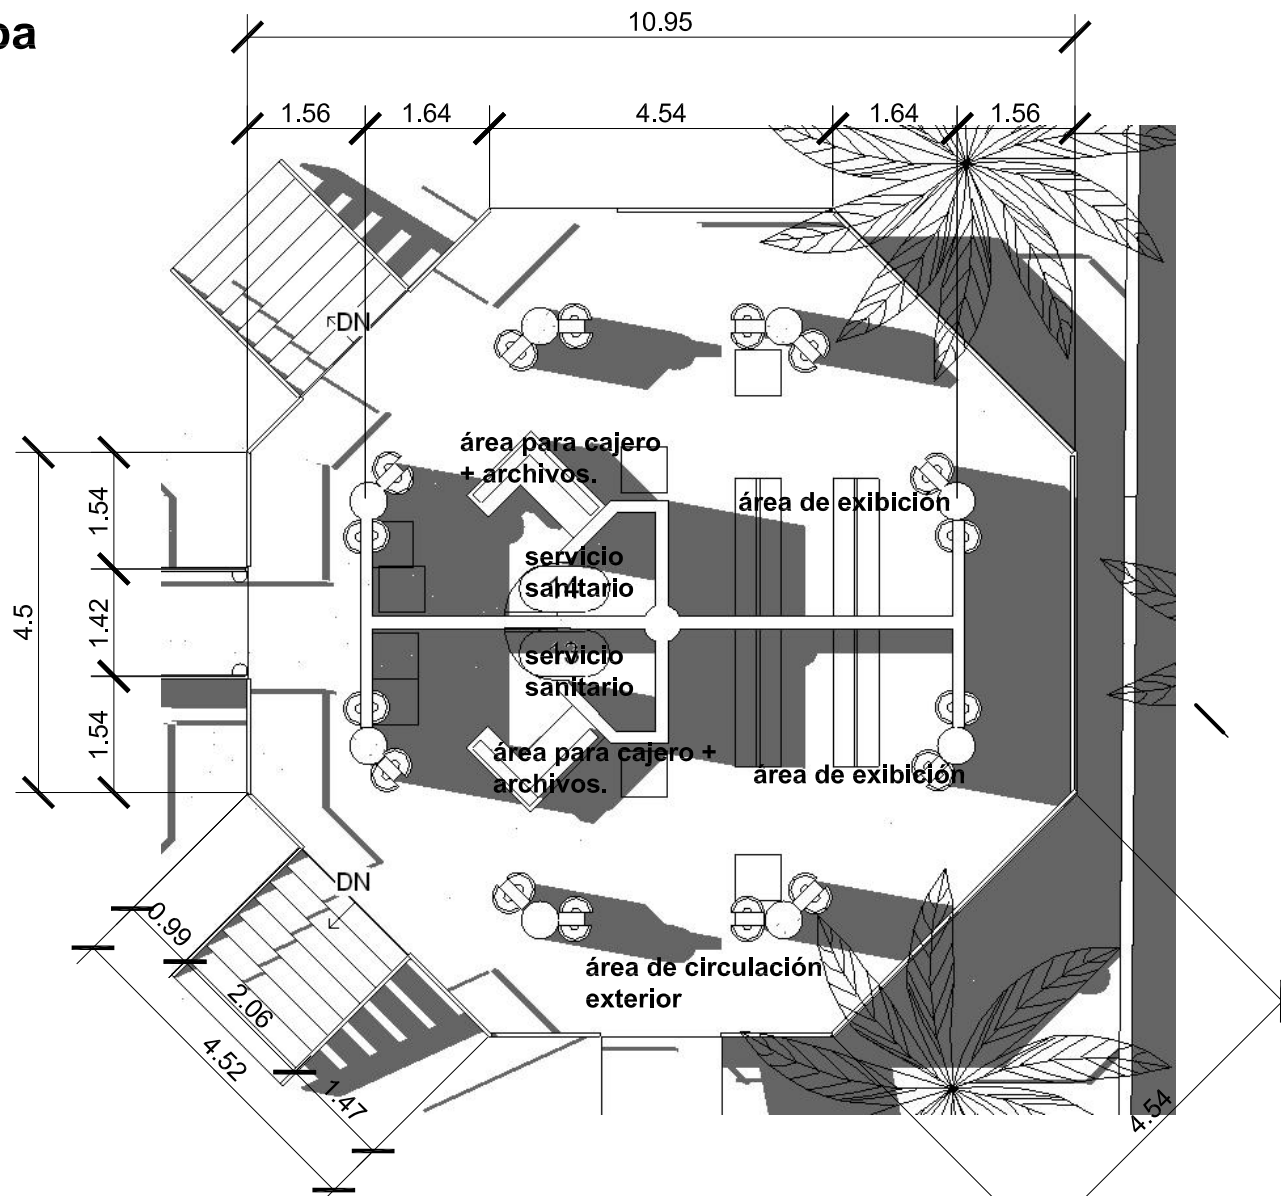 pa
10.95
1.56
1.64
4.54
1.64
1.56
DN
área para cajero
+ archivos.
área de exibición
1.54
servicio
sanitario
14
4.5
1.42
servicio
sanitario
13
1.54
área para cajero +
archivos.
área de exibición
DN
0.99
área de circulación
exterior
2.06
4.52
1.47
4.54